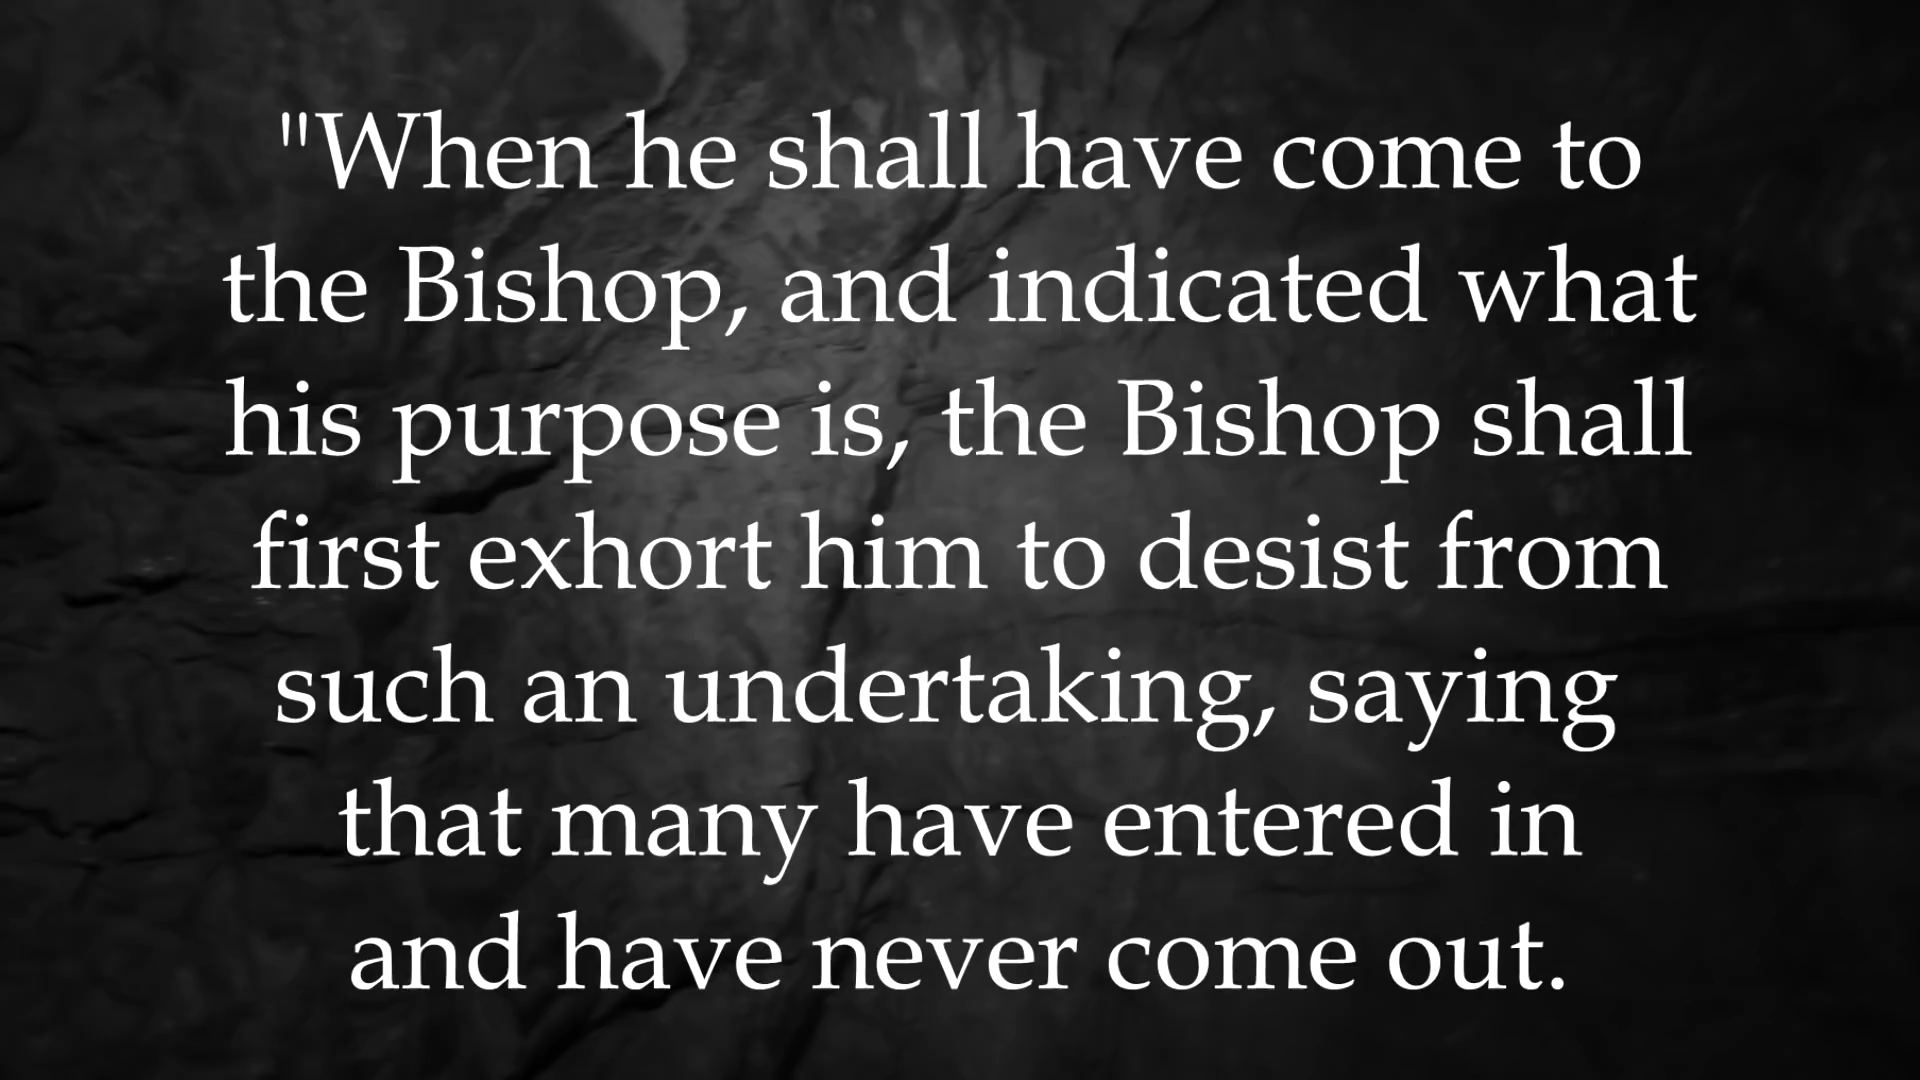 "When he shall have come to
the Bishop, and indicated what
his purpose is, the Bishop shall
first exhort him to desist from
such an undertaking, saying
that many have entered in
and have never come out.